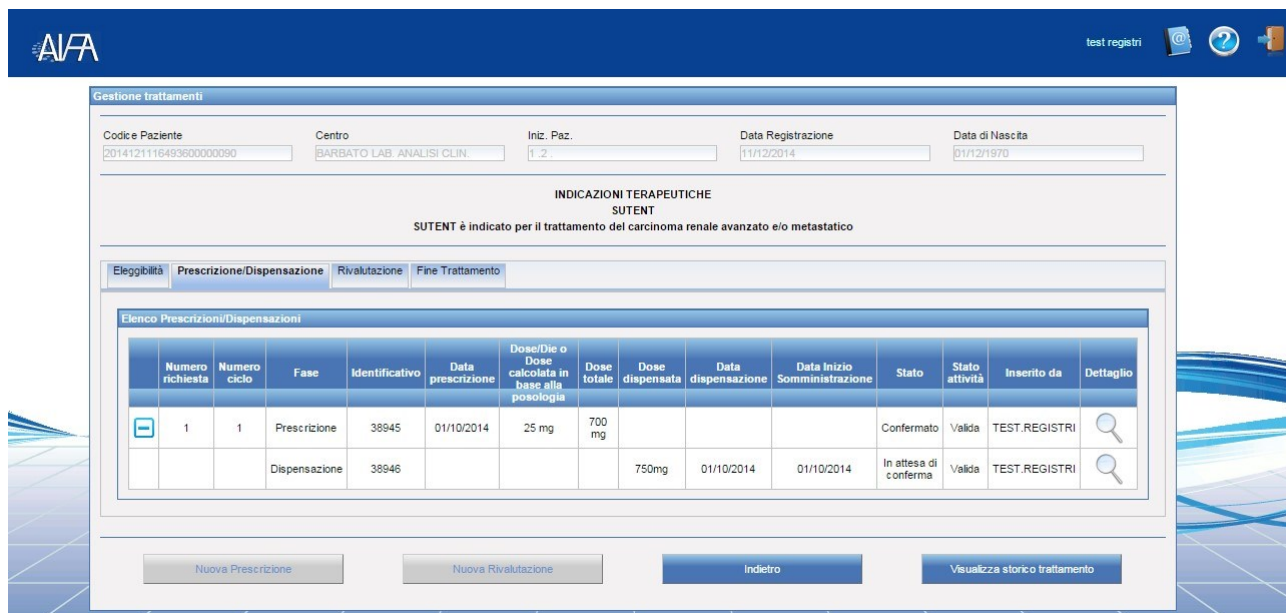 AIFA
test registri
Gestione trattamenti
Codice Paziente
Centro
Iniz. Paz.
Data Registrazione
Data di Nascita
2014121116493600000090
BARBATO LAB. ANALISI CLIN.
1 .2 .
11/12/2014
01/12/1970
INDICAZIONI TERAPEUTICHE
SUTENT
SUTENT è indicato per il trattamento del carcinoma renale avanzato e/o metastatico
Eleggibilità Prescrizione/Dispensazione Rivalutazione Fine Trattamento
Elenco Prescrizioni/Dispensazioni
Numero richiesta
Numero ciclo
Fase
Identificativo
Data prescrizione
Dose/Die o Dose calcolata in base alla posologia
Dose totale
Dose dispensata
Data dispensazione
Data Inizio Somministrazione
Stato
Stato attività
Inserito da
Dettaglio
1 1 Prescrizione 38945 01/10/2014 25 mg 700 mg Confermato Valida TEST.REGISTRI
Dispensazione 38946 750mg 01/10/2014 01/10/2014 In attesa di conferma Valida TEST.REGISTRI
Nuova Prescrizione
Nuova Rivalutazione
Indietro
Visualizza storico trattamento